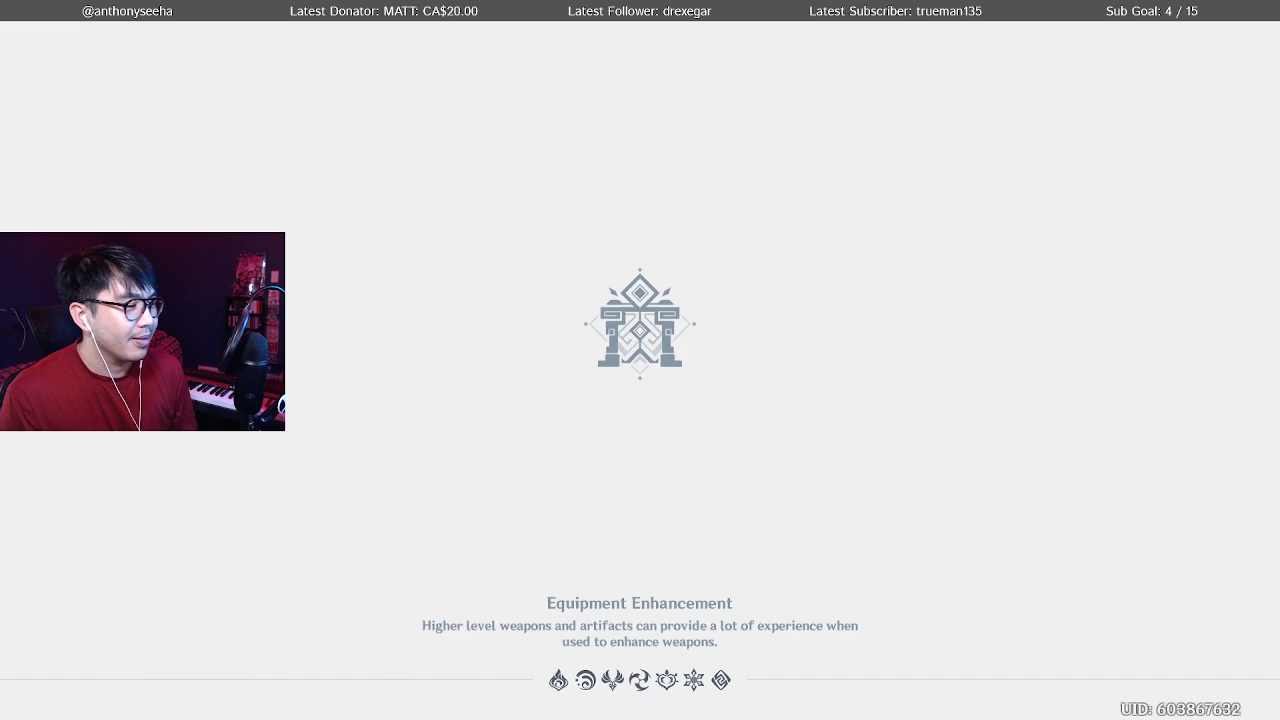 @anthonyseeha Latest Donator: MATT: CA$20.00 Latest Follower: drexegar Latest Subscriber: trueman135 Sub Goal: 4 / 15
Equipment Enhancement
Higher level weapons and artifacts can provide a lot of experience when
used to enhance weapons.
UID: 603867632